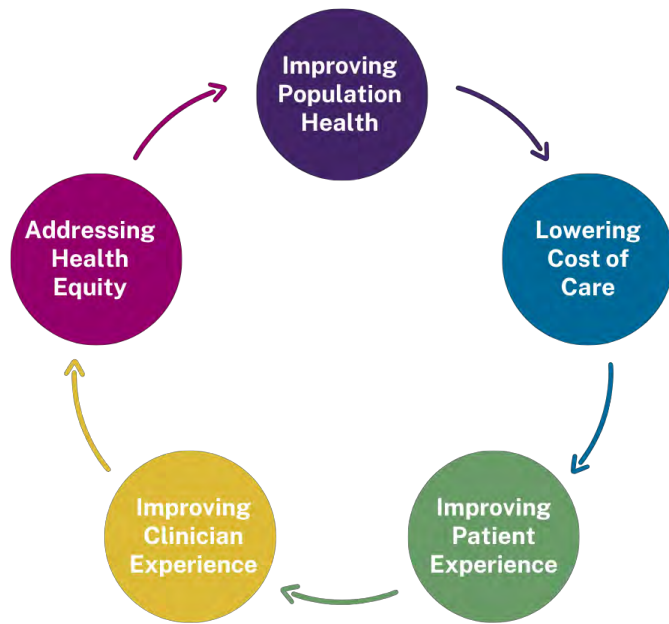 Improving
Population
Health
Lowering
Cost of
Care
Improving
Patient
Experience
Improving
Clinician
Experience
Addressing
Health
Equity